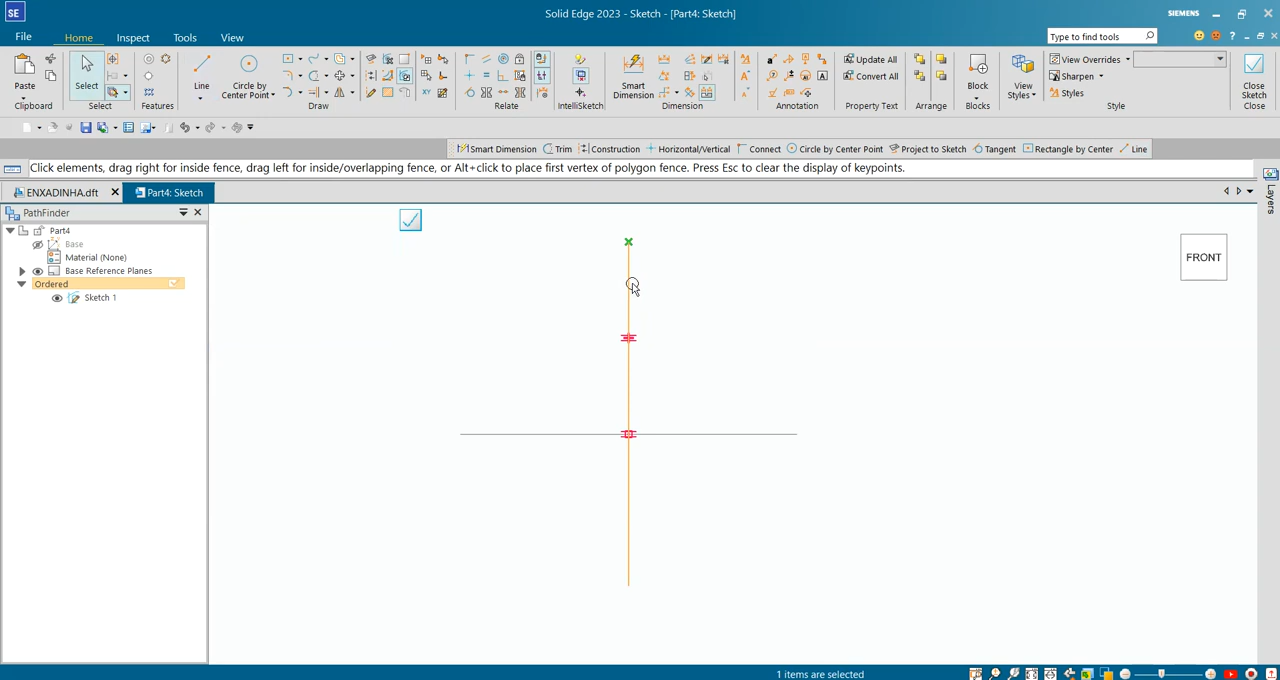 SE
Solid Edge 2023 - Sketch - [Part4: Sketch]
SIEMENS
File
Home
Inspect
Tools
View
Type to find tools
Paste
Clipboard
Select
Select
Features
Line
Circle by
Center Point
Draw
Relate
IntelliSketch
Smart
Dimension
Dimension
Annotation
Update All
Convert All
Property Text
Arrange
Block
Blocks
View
Styles
View Overrides
Sharpen
Styles
Style
Close
Sketch
Close
Smart Dimension
Trim
Construction
Horizontal/Vertical
Connect
Circle by Center Point
Project to Sketch
Tangent
Rectangle by Center
Line
Click elements, drag right for inside fence, drag left for inside/overlapping fence, or Alt+click to place first vertex of polygon fence. Press Esc to clear the display of keypoints.
ENXADINHA.dft
Part4: Sketch
Layers
PathFinder
Part4
Base
Material (None)
Base Reference Planes
Ordered
Sketch 1
FRONT
1 items are selected